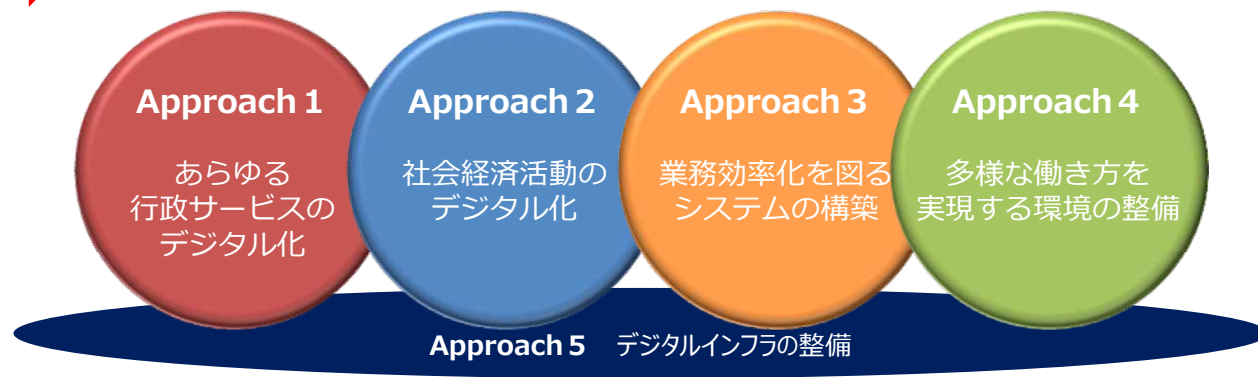 Approach 1
あらゆる
行政サービスの
デジタル化
Approach 2
社会経済活動の
デジタル化
Approach 3
業務効率化を図る
システムの構築
Approach 4
多様な働き方を
実現する環境の整備
Approach 5 デジタルインフラの整備